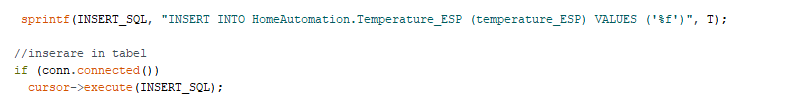 sprintf(INSERT_SQL, "INSERT INTO HomeAutomation.Temperature_ESP (temperature_ESP) VALUES ('%f')", T);
//inserare in tabel
if (conn.connected())
cursor->execute(INSERT_SQL);